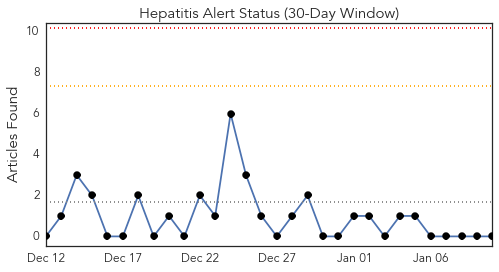 Hepatitis Alert Status (30-Day Window)
Articles Found
10
8
6
4
2
0
Dec 12 Dec 17 Dec 22 Dec 27 Jan 01 Jan 06